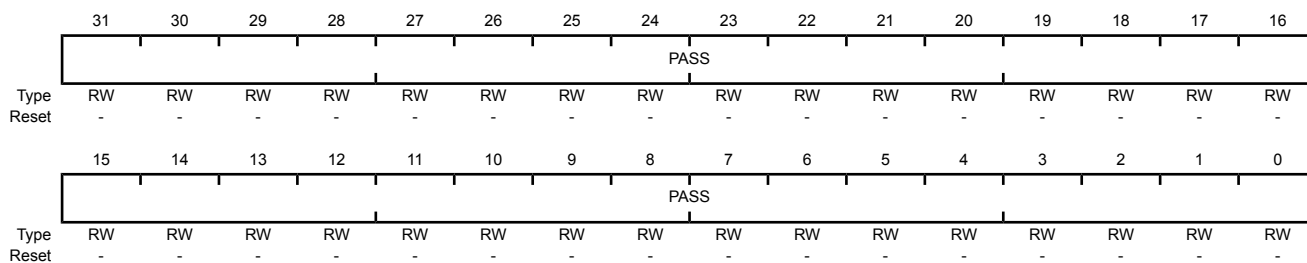 31 30 29 28 27 26 25 24 23 22 21 20 19 18 17 16
PASS
Type RW RW RW RW RW RW RW RW RW RW RW RW RW RW RW RW
Reset - - - - - - - - - - - - - - - -
15 14 13 12 11 10 9 8 7 6 5 4 3 2 1 0
PASS
Type RW RW RW RW RW RW RW RW RW RW RW RW RW RW RW RW
Reset - - - - - - - - - - - - - - - -